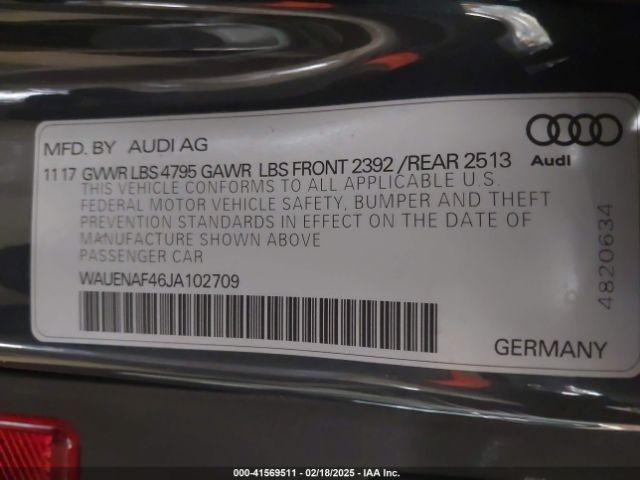 MFD. BY AUDI AG
11 17 GVWR LBS 4795 GAWR LBS FRONT 2392 /REAR 2513
THIS VEHICLE CONFORMS TO ALL APPLICABLE U.S.
FEDERAL MOTOR VEHICLE SAFETY, BUMPER AND THEFT
PREVENTION STANDARDS IN EFFECT ON THE DATE OF
MANUFACTURE SHOWN ABOVE
PASSENGER CAR
WAUENAF46JA102709
Audi
4820634
GERMANY
000-41569511 - 02/18/2025 - IAA Inc.